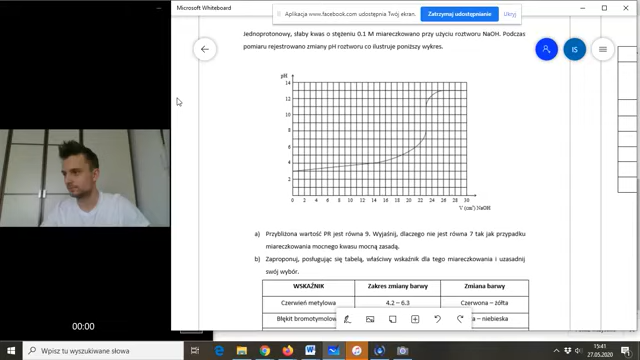 Microsoft Whiteboard
Aplikacja www.com udostępnia Twój ekran.
Zatrzymaj udostępnianie
Ukryj
Jednoprotonowy, słaby kwas o stężeniu 0.1 M miareczkowano przy użyciu roztworu NaOH. Podczas
pomiaru rejestrowano zmiany pH roztworu co ilustruje poniższy wykres.
IS
pH
14
12
10
8
6
4
2
0 2 4 6 8 10 12 14 16 18 20 22 24 26 28 30
V (cm³) NaOH
a) Przybliżona wartość PR jest równa 9. Wyjaśnij, dlaczego nie jest równa 7 tak jak przypadku
miareczkowania mocnego kwasu mocną zasadą.
b) Zaproponuj, posługując się tabelą, właściwy wskaźnik dla tego miareczkowania i uzasadnij
swój wybór.
WSKAŹNIK Zakres zmiany barwy Zmiana barwy
Czerwień metylowa 4.2 – 6.3 Czerwona – żółta
Błękit bromotymolo – niebieska
00:00
Wpisz tu wyszukiwane słowa
15:41
27.05.2020